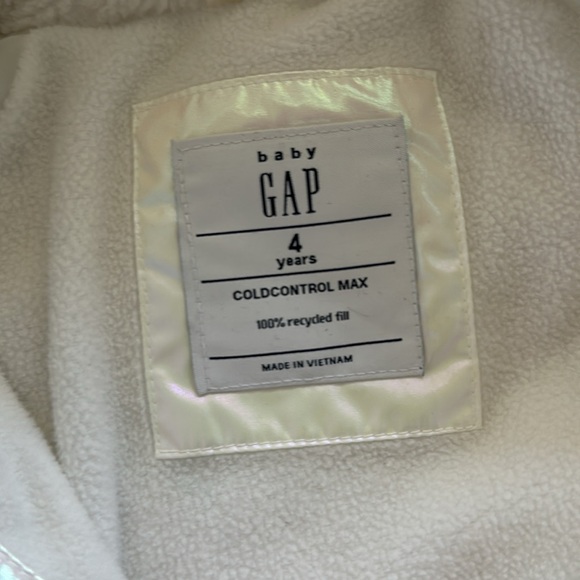 baby
GAP
4
years
COLDCONTROL MAX
100% recycled fill
MADE IN VIETNAM